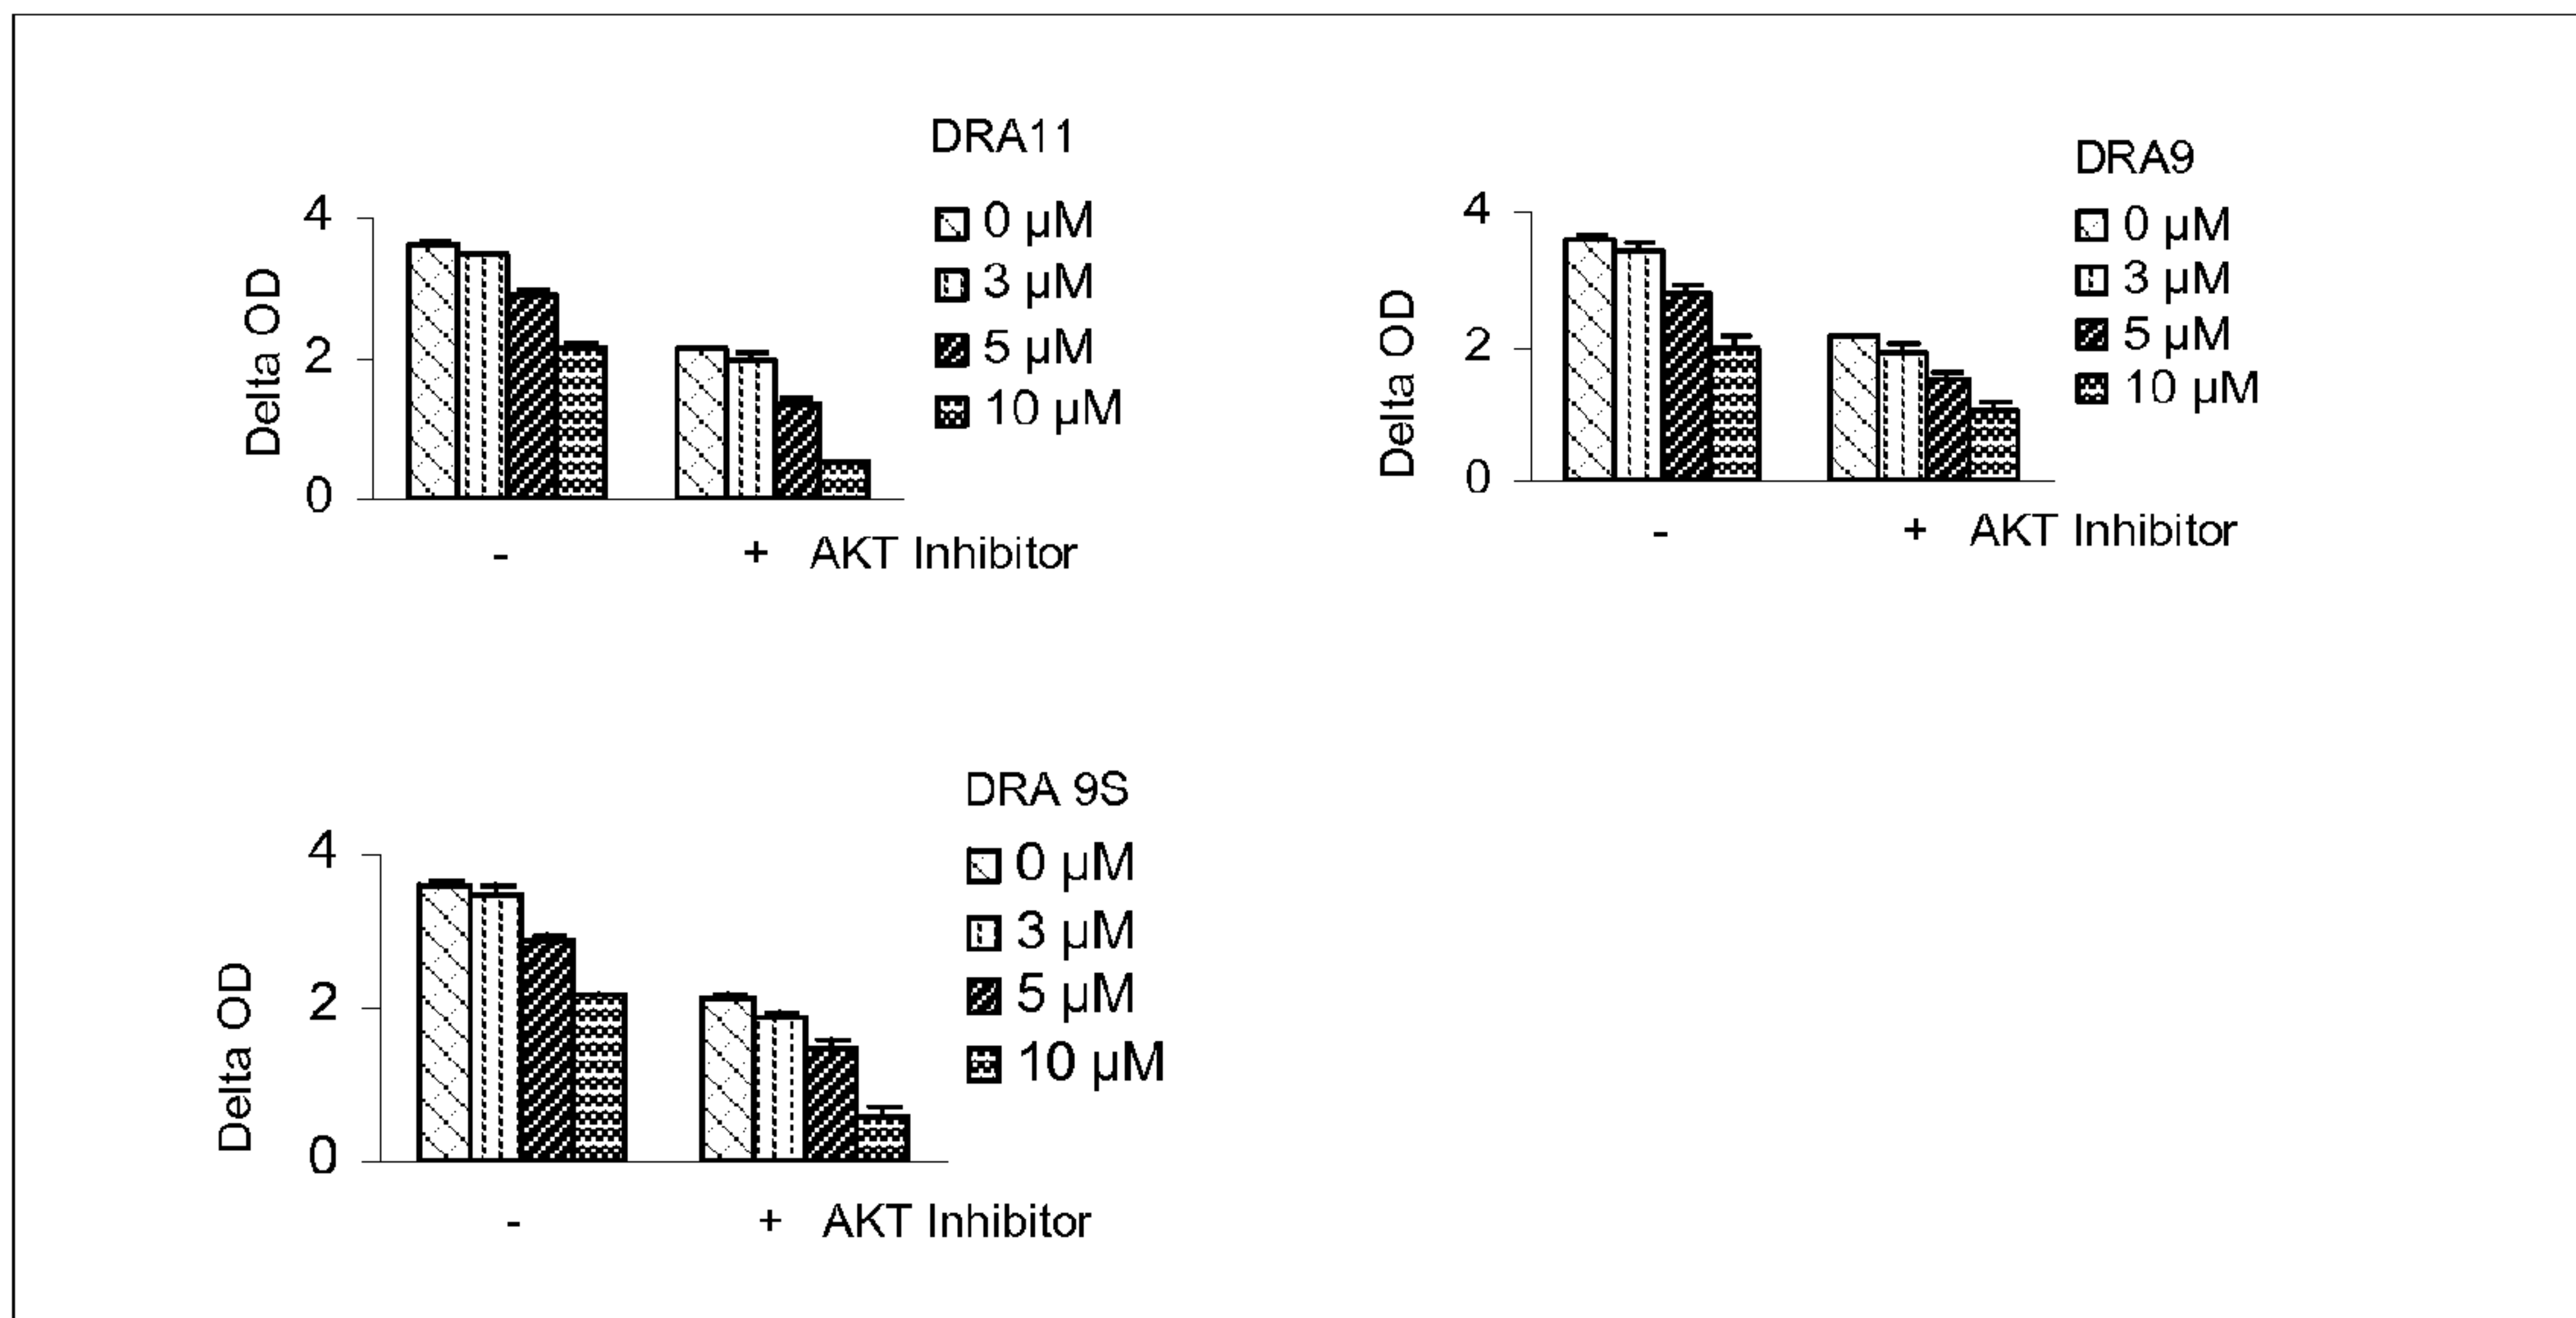 DRA11
0 µM
3 µM
5 µM
10 µM
Delta OD
4
2
0
- + AKT Inhibitor
DRA9
0 µM
3 µM
5 µM
10 µM
Delta OD
4
2
0
- + AKT Inhibitor
DRA 9S
0 µM
3 µM
5 µM
10 µM
Delta OD
4
2
0
- + AKT Inhibitor